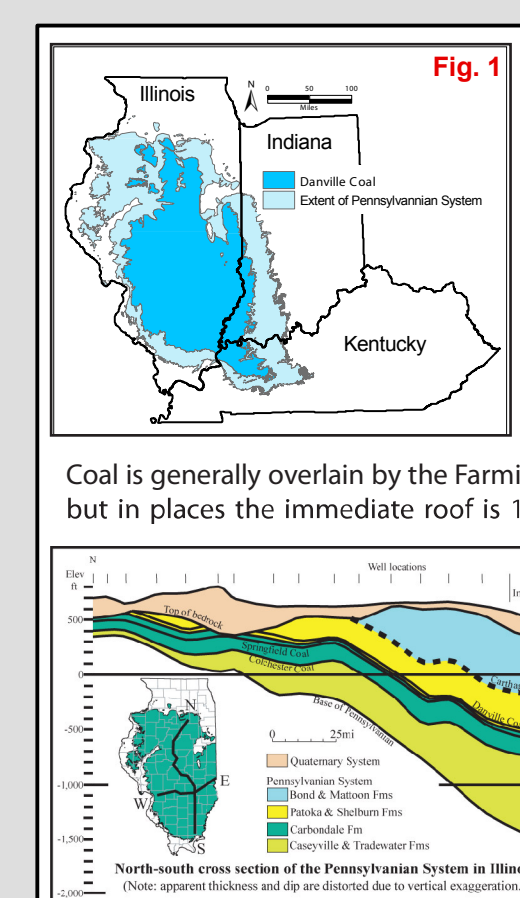 Fig. 1
Illinois
N
0 50 100
Miles
Indiana
Danville Coal
Extent of Pennsylvannian System
Kentucky
Coal is generally overlain by the Farmi
but in places the immediate roof is 1
N
Well locations
Elev
ft
In
Top of bedrock
500
Springfield Coal
Colchester Coal
0
Carthag
Base of Pennsylvanian
Danville Co
N
-500
0 25mi
Quaternary System
E
Pennsylvanian System
-1,000
Bond & Mattoon Fms
W
Patoka & Shelburn Fms
Carbondale Fm
-1,500
S
Caseyville & Tradewater Fms
North-south cross section of the Pennsylvanian System in Illino
(Note: apparent thickness and dip are distorted due to vertical exaggeration.
-2,000